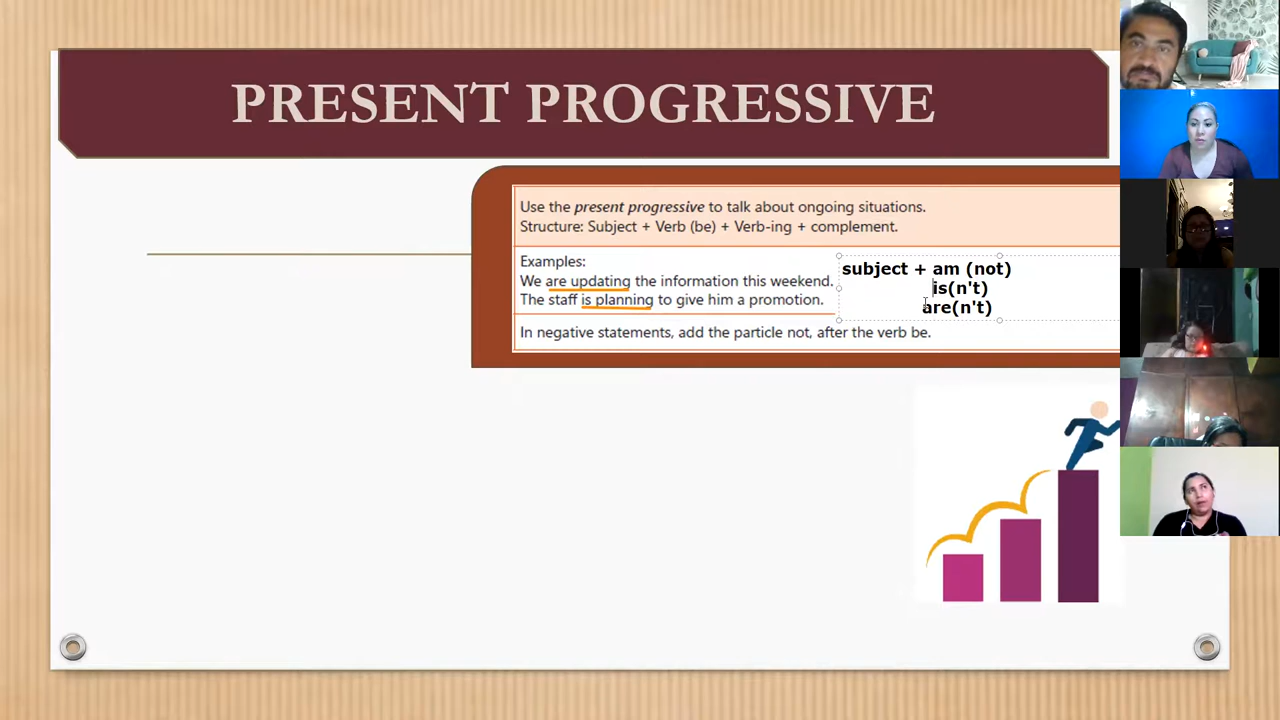 PRESENT PROGRESSIVE
Use the present progressive to talk about ongoing situations.
Structure: Subject + Verb (be) + Verb-ing + complement.
Examples:
We are updating the information this weekend.
The staff is planning to give him a promotion.
subject + am (not)
is(n't)
are(n't)
In negative statements, add the particle not, after the verb be.